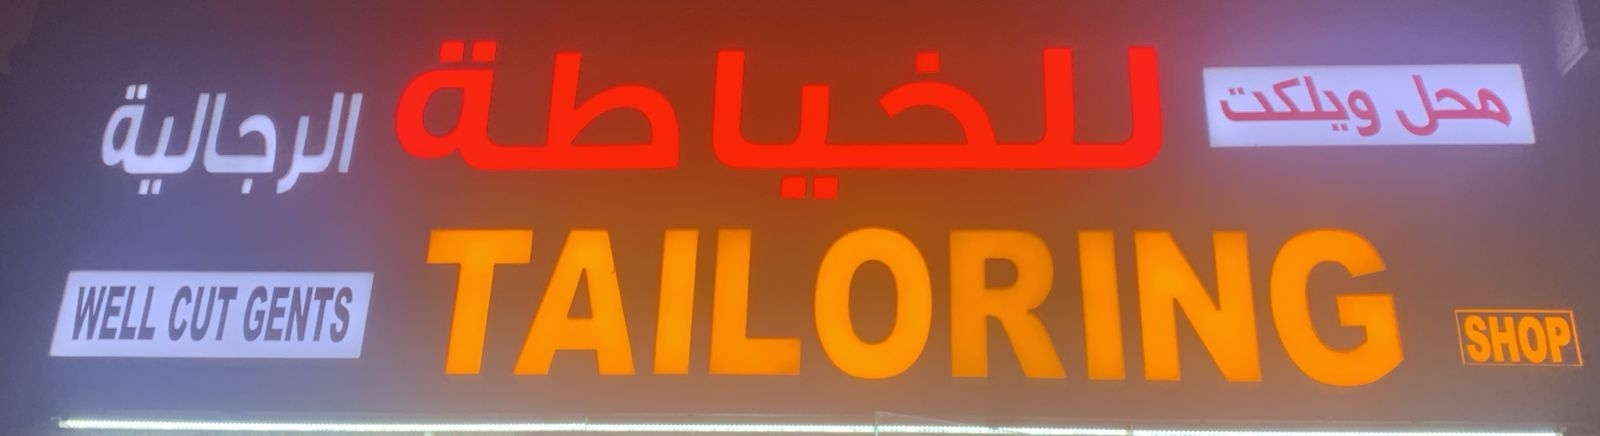 محل ويلكت للخياطة الرجالية
WELL CUT GENTS TAILORING SHOP